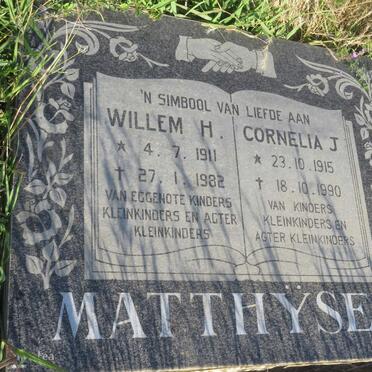 'N SIMBOOL VAN LIEFDE AAN
WILLEM H.
* 4.7.1911
† 27.1.1982
VAN EGGENOTE KINDERS
KLEINKINDERS EN AGTER
KLEINKINDERS
CORNELIA J
* 23.10.1915
† 18.10.1990
VAN KINDERS
KLEINKINDERS EN
AGTER KLEINKINDERS
MATTHŸSE